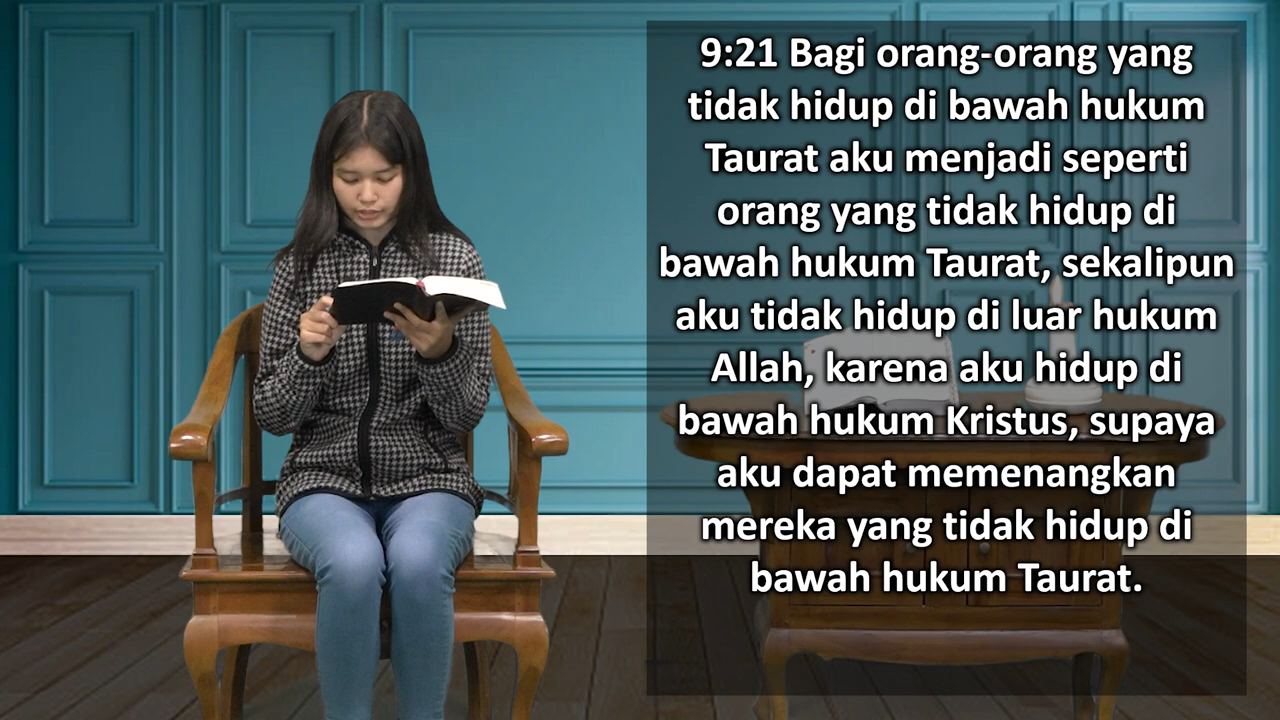 9:21 Bagi orang-orang yang
tidak hidup di bawah hukum
Taurat aku menjadi seperti
orang yang tidak hidup di
bawah hukum Taurat, sekalipun
aku tidak hidup di luar hukum
Allah, karena aku hidup di
bawah hukum Kristus, supaya
aku dapat memenangkan
mereka yang tidak hidup di
bawah hukum Taurat.